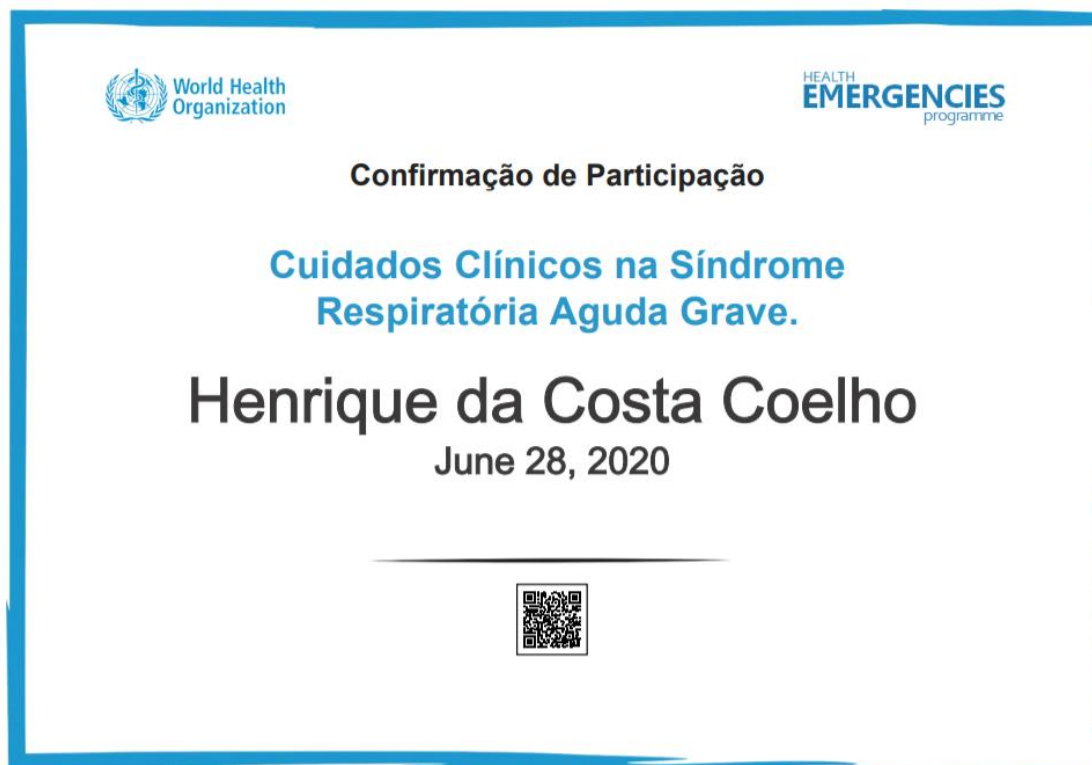 World Health
Organization
HEALTH
EMERGENCIES
programme
Confirmação de Participação
Cuidados Clínicos na Síndrome
Respiratória Aguda Grave.
Henrique da Costa Coelho
June 28, 2020